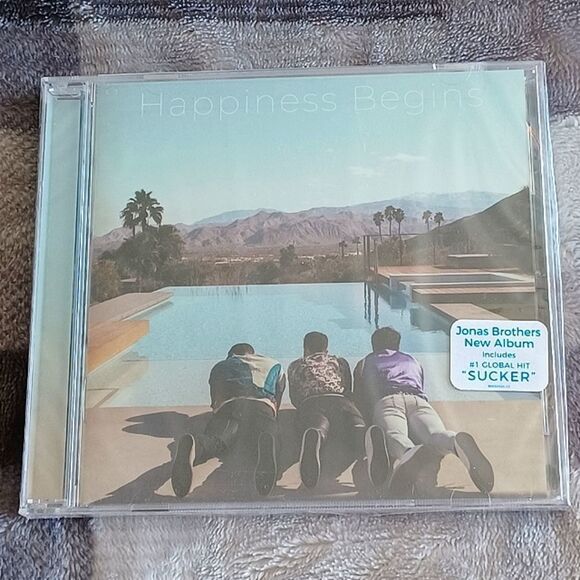 Happiness Begins
Jonas Brothers
New Album
includes
#1 GLOBAL HIT
"SUCKER"